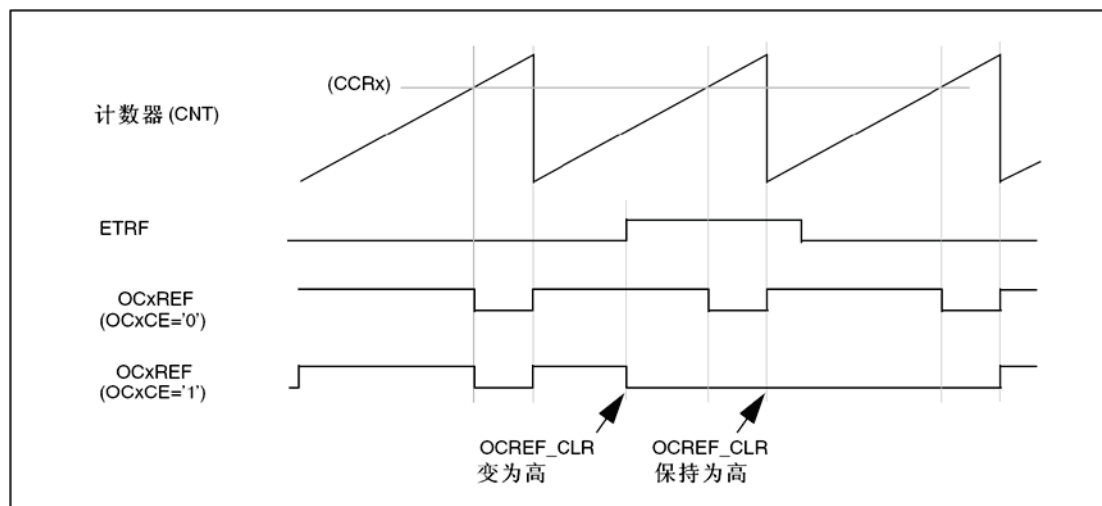 (CCRx)
计数器(CNT)
ETRF
OCxREF
(OCxCE='0')
OCxREF
(OCxCE='1')
OCREF_CLR
变为高
OCREF_CLR
保持为高